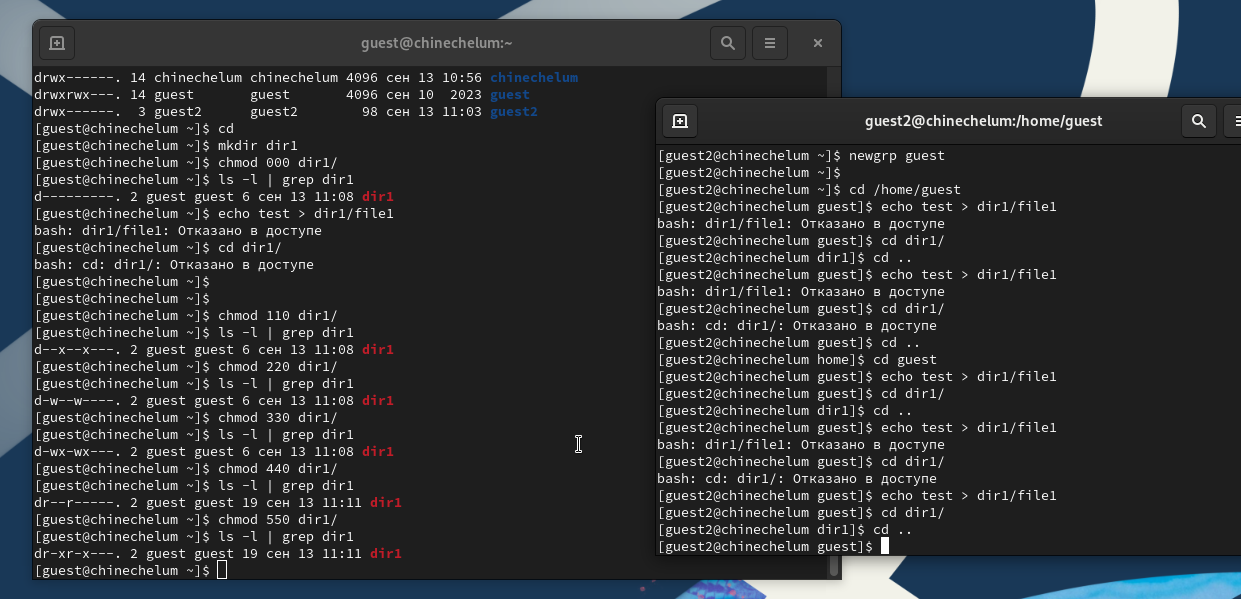 guest@chinechelum:~
drwx------. 14 chinechelum chinechelum 4096 сен 13 10:56 chinechelum
drwxrwx---. 14 guest       guest       4096 сен 10  2023 guest
drwx------.  3 guest2      guest2        98 сен 13 11:03 guest2
[guest@chinechelum ~]$ cd
[guest@chinechelum ~]$ mkdir dir1
[guest@chinechelum ~]$ chmod 000 dir1/
[guest@chinechelum ~]$ ls -l | grep dir1
d---------. 2 guest guest 6 сен 13 11:08 dir1
[guest@chinechelum ~]$ echo test > dir1/file1
bash: dir1/file1: Отказано в доступе
[guest@chinechelum ~]$ cd dir1/
bash: cd: dir1/: Отказано в доступе
[guest@chinechelum ~]$
[guest@chinechelum ~]$
[guest@chinechelum ~]$ chmod 110 dir1/
[guest@chinechelum ~]$ ls -l | grep dir1
d--x--x---. 2 guest guest 6 сен 13 11:08 dir1
[guest@chinechelum ~]$ chmod 220 dir1/
[guest@chinechelum ~]$ ls -l | grep dir1
d-w--w----. 2 guest guest 6 сен 13 11:08 dir1
[guest@chinechelum ~]$ chmod 330 dir1/
[guest@chinechelum ~]$ ls -l | grep dir1
d-wx-wx---. 2 guest guest 6 сен 13 11:08 dir1
[guest@chinechelum ~]$ chmod 440 dir1/
[guest@chinechelum ~]$ ls -l | grep dir1
dr--r-----. 2 guest guest 19 сен 13 11:11 dir1
[guest@chinechelum ~]$ chmod 550 dir1/
[guest@chinechelum ~]$ ls -l | grep dir1
dr-xr-x---. 2 guest guest 19 сен 13 11:11 dir1
[guest@chinechelum ~]$
guest2@chinechelum:/home/guest
[guest2@chinechelum ~]$ newgrp guest
[guest2@chinechelum ~]$
[guest2@chinechelum ~]$ cd /home/guest
[guest2@chinechelum guest]$ echo test > dir1/file1
bash: dir1/file1: Отказано в доступе
[guest2@chinechelum guest]$ cd dir1/
[guest2@chinechelum dir1]$ cd ..
[guest2@chinechelum guest]$ echo test > dir1/file1
bash: dir1/file1: Отказано в доступе
[guest2@chinechelum guest]$ cd dir1/
bash: cd: dir1/: Отказано в доступе
[guest2@chinechelum guest]$ cd ..
[guest2@chinechelum home]$ cd guest
[guest2@chinechelum guest]$ echo test > dir1/file1
[guest2@chinechelum guest]$ cd dir1/
[guest2@chinechelum dir1]$ cd ..
[guest2@chinechelum guest]$ echo test > dir1/file1
bash: dir1/file1: Отказано в доступе
[guest2@chinechelum guest]$ cd dir1/
bash: cd: dir1/: Отказано в доступе
[guest2@chinechelum guest]$ echo test > dir1/file1
[guest2@chinechelum guest]$ cd dir1/
[guest2@chinechelum dir1]$ cd ..
[guest2@chinechelum guest]$